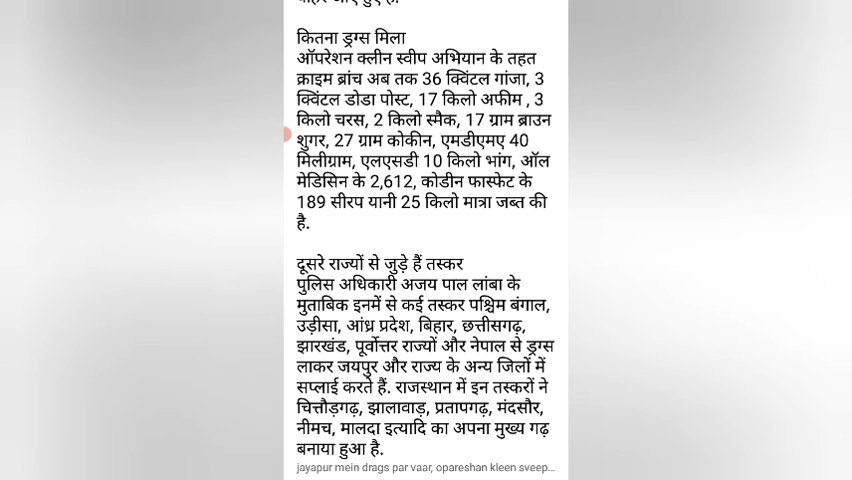 कितना ड्रग्स मिला
ऑपरेशन क्लीन स्वीप अभियान के तहत
क्राइम ब्रांच अब तक 36 क्विंटल गांजा, 3
क्विंटल डोडा पोस्ट, 17 किलो अफीम , 3
किलो चरस, 2 किलो स्मैक, 17 ग्राम ब्राउन
शुगर, 27 ग्राम कोकीन, एमडीएमए 40
मिलीग्राम, एलएसडी 10 किलो भांग, ऑल
मेडिसिन के 2,612, कोडीन फास्फेट के
189 सीरप यानी 25 किलो मात्रा जब्त की
है.
दूसरे राज्यों से जुड़े हैं तस्कर
पुलिस अधिकारी अजय पाल लांबा के
मुताबिक इनमें से कई तस्कर पश्चिम बंगाल,
उड़ीसा, आंध्र प्रदेश, बिहार, छत्तीसगढ़,
झारखंड, पूर्वोत्तर राज्यों और नेपाल से ड्रग्स
लाकर जयपुर और राज्य के अन्य जिलों में
सप्लाई करते हैं. राजस्थान में इन तस्करों ने
चित्तौड़गढ़, झालावाड़, प्रतापगढ़, मंदसौर,
नीमच, मालदा इत्यादि का अपना मुख्य गढ़
बनाया हुआ है.
jayapur mein drags par vaar, opareshan kleen sveep...